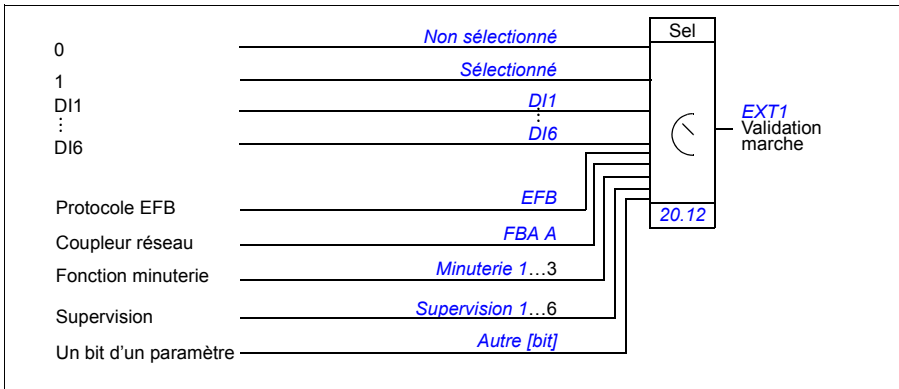 Sel
0 Non sélectionné
1 Sélectionné
DI1 DI1
⋮ ⋮
DI6 DI6
EXT1
Validation
marche
Protocole EFB EFB
20.12
Coupleur réseau FBA A
Fonction minuterie Minuterie 1…3
Supervision Supervision 1…6
Un bit d'un paramètre Autre [bit]